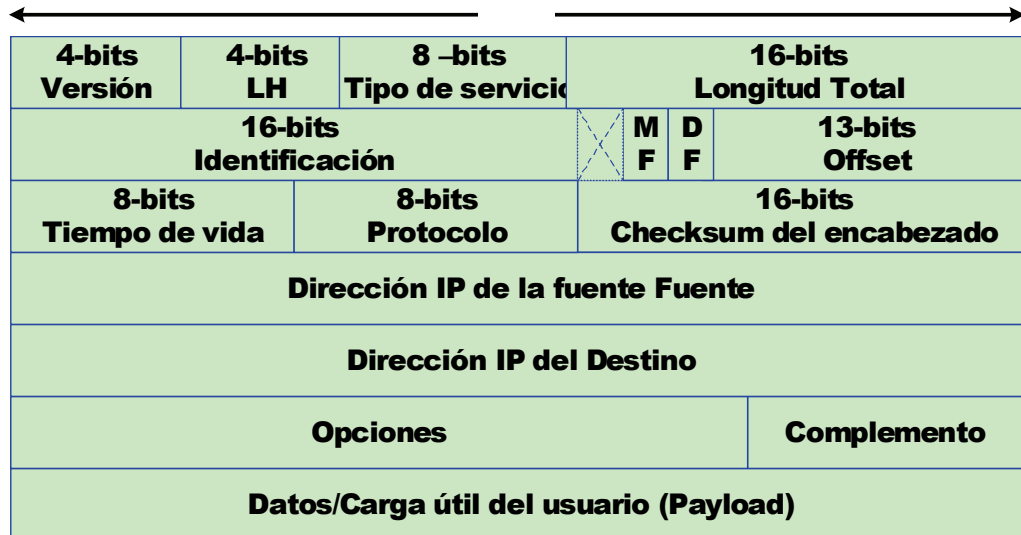 4-bits
Versión
4-bits
LH
8 –bits
Tipo de servicio
16-bits
Longitud Total
16-bits
Identificación
M
F
D
F
13-bits
Offset
8-bits
Tiempo de vida
8-bits
Protocolo
16-bits
Checksum del encabezado
Dirección IP de la fuente Fuente
Dirección IP del Destino
Opciones
Complemento
Datos/Carga útil del usuario (Payload)